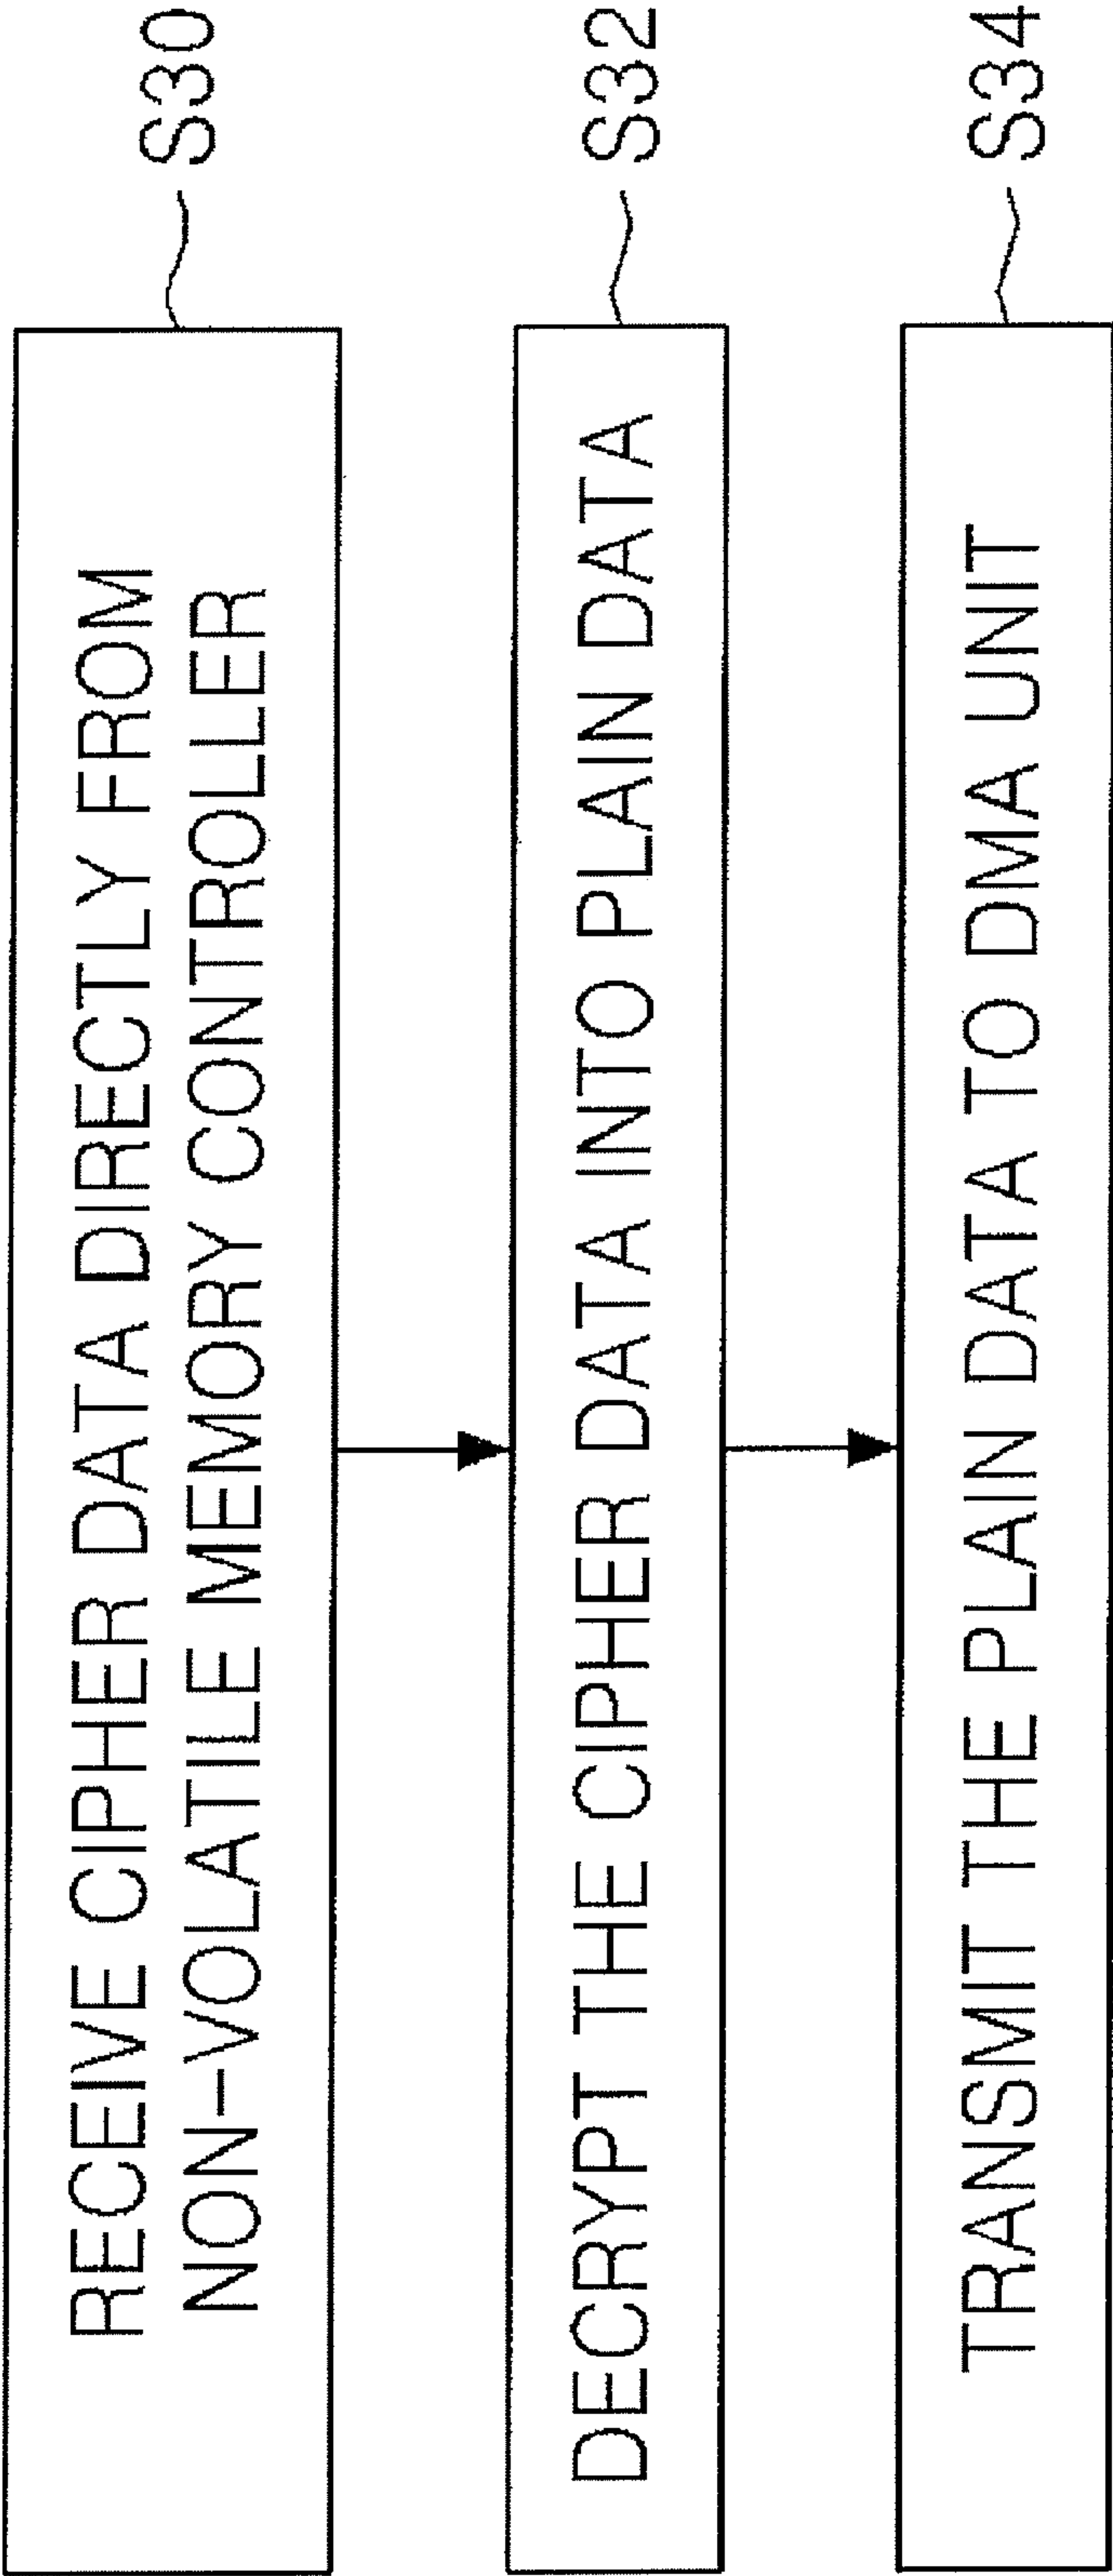 RECEIVE CIPHER DATA DIRECTLY FROM
NON-VOLATILE MEMORY CONTROLLER
S30
DECRYPT THE CIPHER DATA INTO PLAIN DATA
S32
TRANSMIT THE PLAIN DATA TO DMA UNIT
S34